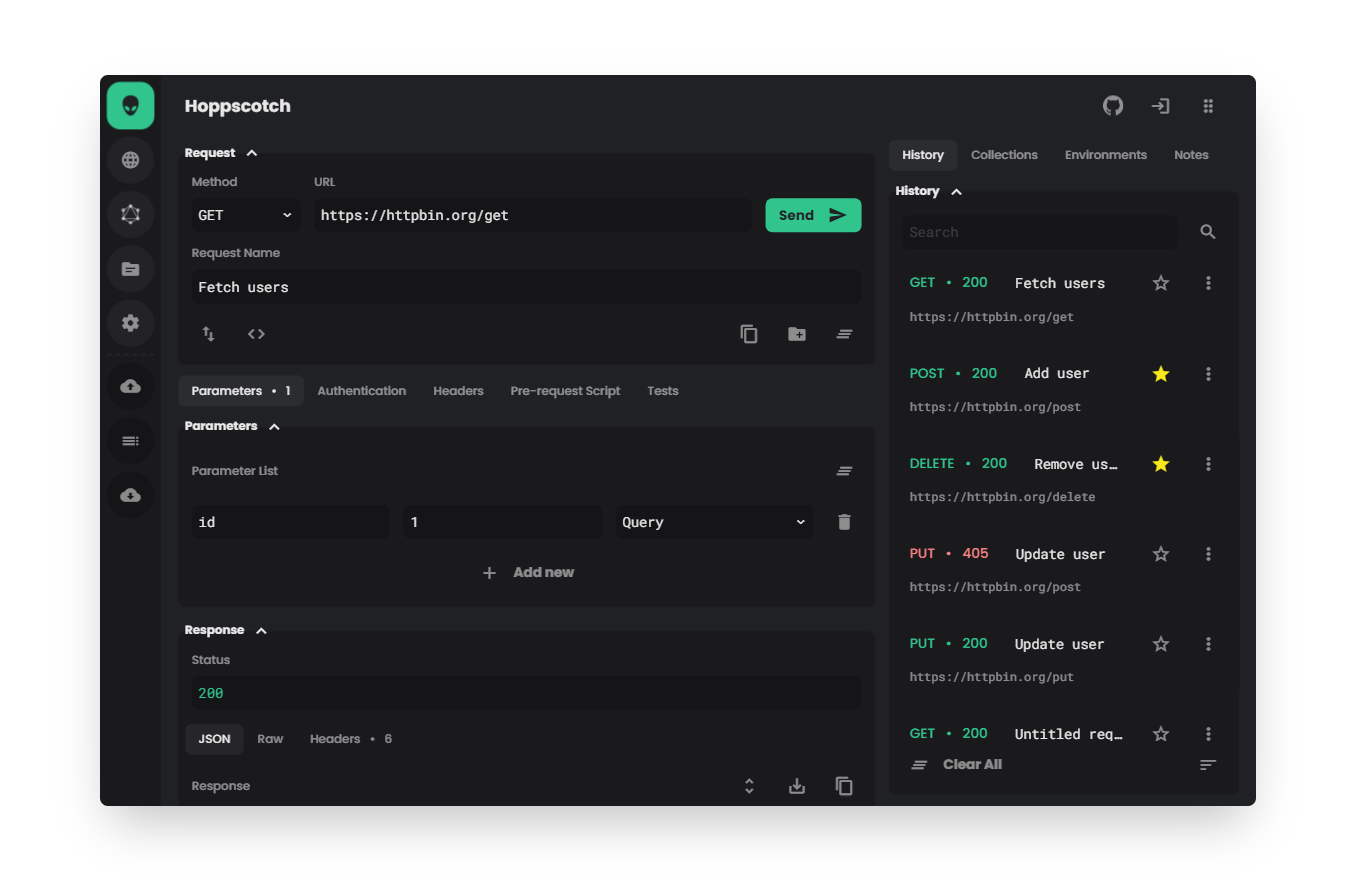 Hoppscotch
Request
Method
URL
GET
https://httpbin.org/get
Send
Request Name
Fetch users
Parameters • 1
Authentication
Headers
Pre-request Script
Tests
Parameters
Parameter List
id
1
Query
Add new
Response
Status
200
JSON
Raw
Headers • 6
Response
History
Collections
Environments
Notes
History
Search
GET • 200 Fetch users
https://httpbin.org/get
POST • 200 Add user
https://httpbin.org/post
DELETE • 200 Remove us…
https://httpbin.org/delete
PUT • 405 Update user
https://httpbin.org/post
PUT • 200 Update user
https://httpbin.org/put
GET • 200 Untitled req…
Clear All